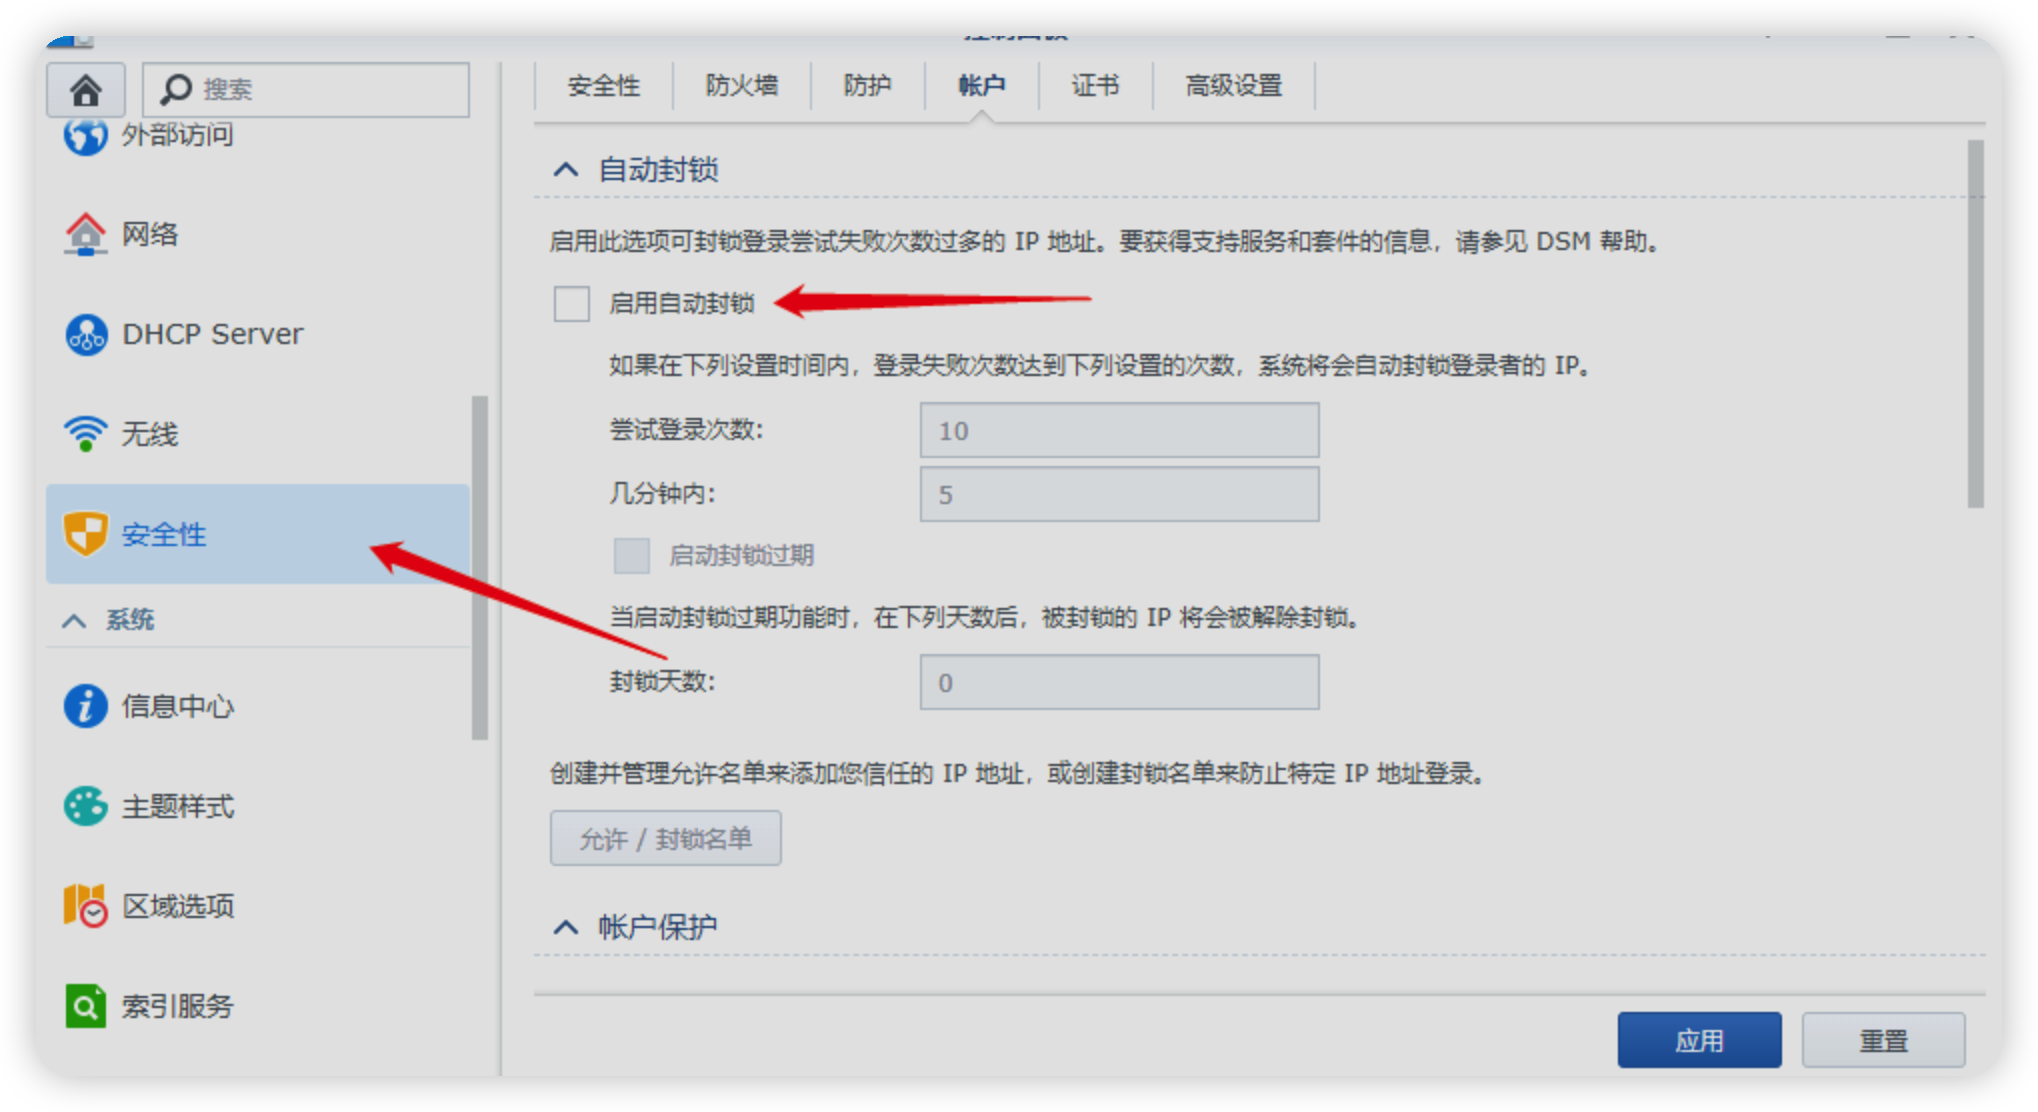 搜索
外部访问
网络
DHCP Server
无线
安全性
系统
信息中心
主题样式
区域选项
索引服务
安全性 防火墙 防护 帐户 证书 高级设置
自动封锁
启用此选项可封锁登录尝试失败次数过多的 IP 地址。要获得支持服务和套件的信息，请参见 DSM 帮助。
启用自动封锁
如果在下列设置时间内，登录失败次数达到下列设置的次数，系统将会自动封锁登录者的 IP。
尝试登录次数: 10
几分钟内: 5
启动封锁过期
当启动封锁过期功能时，在下列天数后，被封锁的 IP 将会被解除封锁。
封锁天数: 0
创建并管理允许名单来添加您信任的 IP 地址，或创建封锁名单来防止特定 IP 地址登录。
允许 / 封锁名单
帐户保护
应用 重置